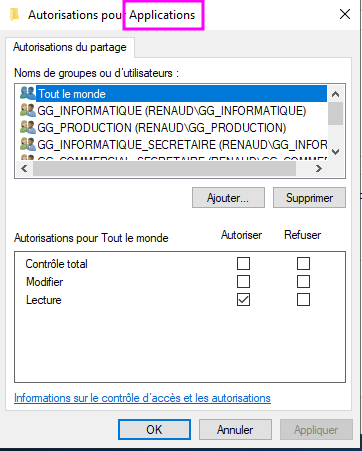 Autorisations pour Applications
Autorisations du partage
Noms de groupes ou d'utilisateurs :
Tout le monde
GG_INFORMATIQUE (RENAUD\GG_INFORMATIQUE)
GG_PRODUCTION (RENAUD\GG_PRODUCTION)
GG_INFORMATIQUE_SECRETAIRE (RENAUD\GG_INFOR
GG_COMMERCIAL_SECRETAIRE (RENAUD\GG_COMME
Ajouter... Supprimer
Autorisations pour Tout le monde Autoriser Refuser
Contrôle total
Modifier
Lecture
Informations sur le contrôle d'accès et les autorisations
OK Annuler Appliquer